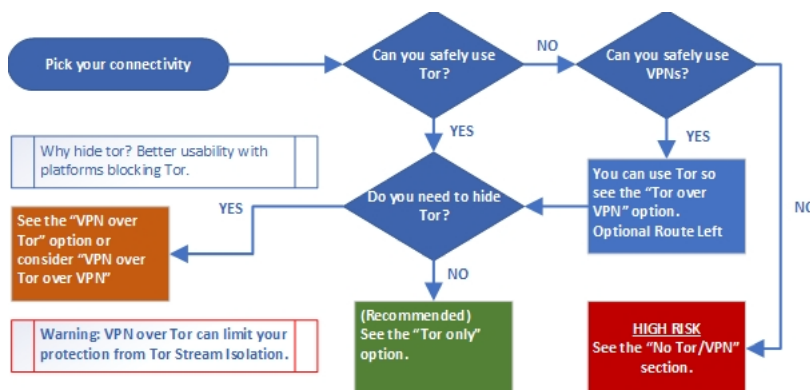 Pick your connectivity
Can you safely use
Tor?
NO
Can you safely use
VPNs?
YES
YES
NO
Why hide tor? Better usability with
platforms blocking Tor.
Do you need to hide
Tor?
You can use Tor so
see the “Tor over
VPN” option.
Optional Route Left
YES
See the “VPN over
Tor” option or
consider “VPN over
Tor over VPN”
NO
Warning: VPN over Tor can limit your
protection from Tor Stream Isolation.
(Recommended)
See the “Tor only”
option.
HIGH RISK
See the “No Tor/VPN”
section.